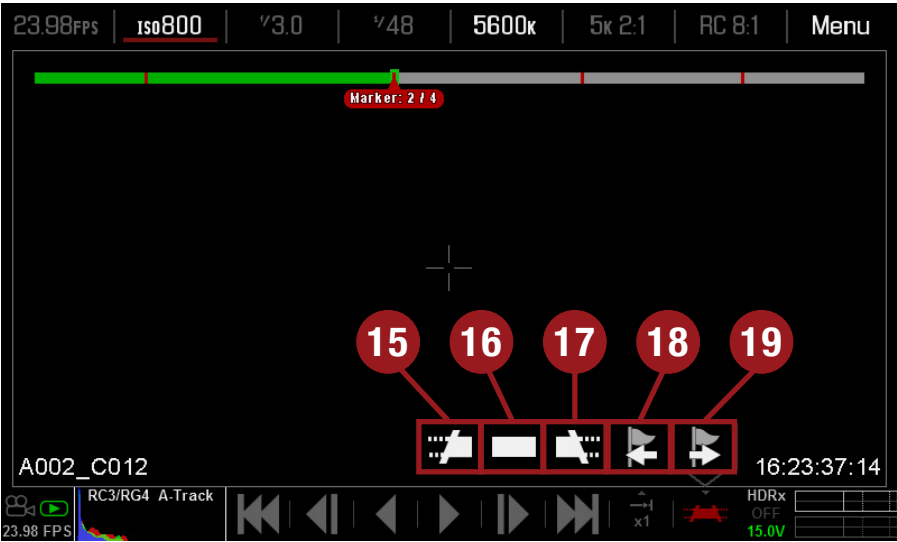 23.98FPS ISO800 f/3.0 1/48 5600K 5K 2:1 RC 8:1 Menu
Marker: 2 / 4
15 16 17 18 19
A002_C012 16:23:37:14
RC3/RG4 A-Track
23.98 FPS
x1
HDRx
OFF
15.0V